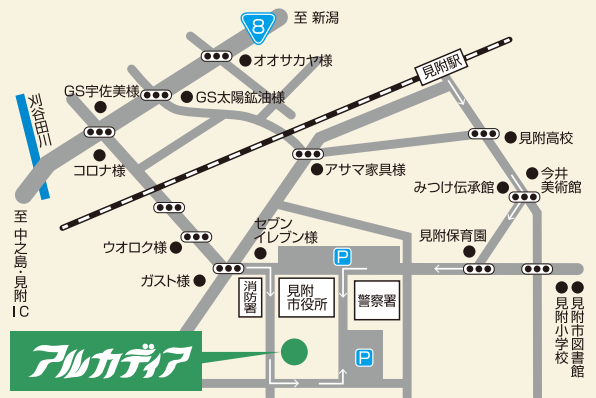 8
至 新潟
オオサカヤ様
見附駅
GS宇佐美様
GS太陽鉱油様
刈谷田川
見附高校
コロナ様
アサマ家具様
今井
美術館
みつけ伝承館
至 中之島・見附
IC
セブン
イレブン様
ウオロク様
見附保育園
P
ガスト様
消防署
見附
市役所
警察署
見附市図書館
見附小学校
アルカディア
P